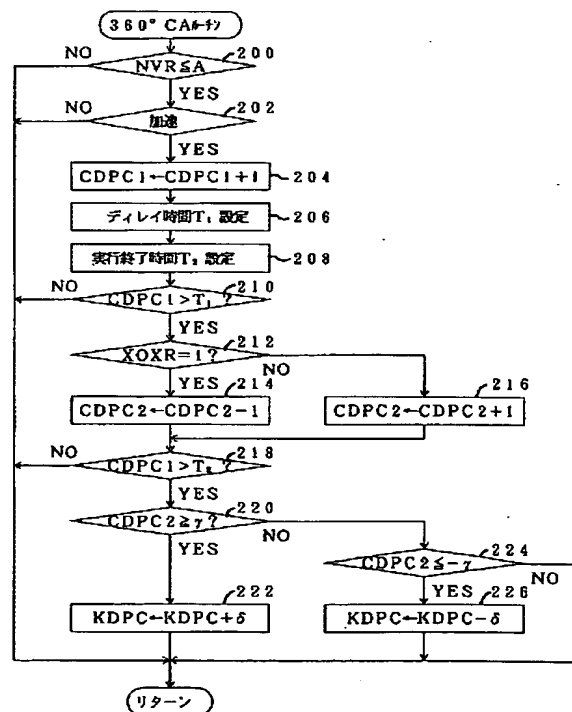 360° CAルーチン
200
NO
NVR≦A
YES
202
NO
加速
YES
CDPC1←CDPC1+1
204
ディレイ時間T₁設定
206
実行終了時間T₂設定
208
210
NO
CDPC1>T₁?
YES
212
XOXR=1?
NO
YES
214
216
CDPC2←CDPC2-1
CDPC2←CDPC2+1
218
NO
CDPC1>T₂?
YES
220
CDPC2≧γ?
NO
YES
224
CDPC2≦-γ
NO
YES
222
226
KDPC←KDPC+δ
KDPC←KDPC-δ
リターン